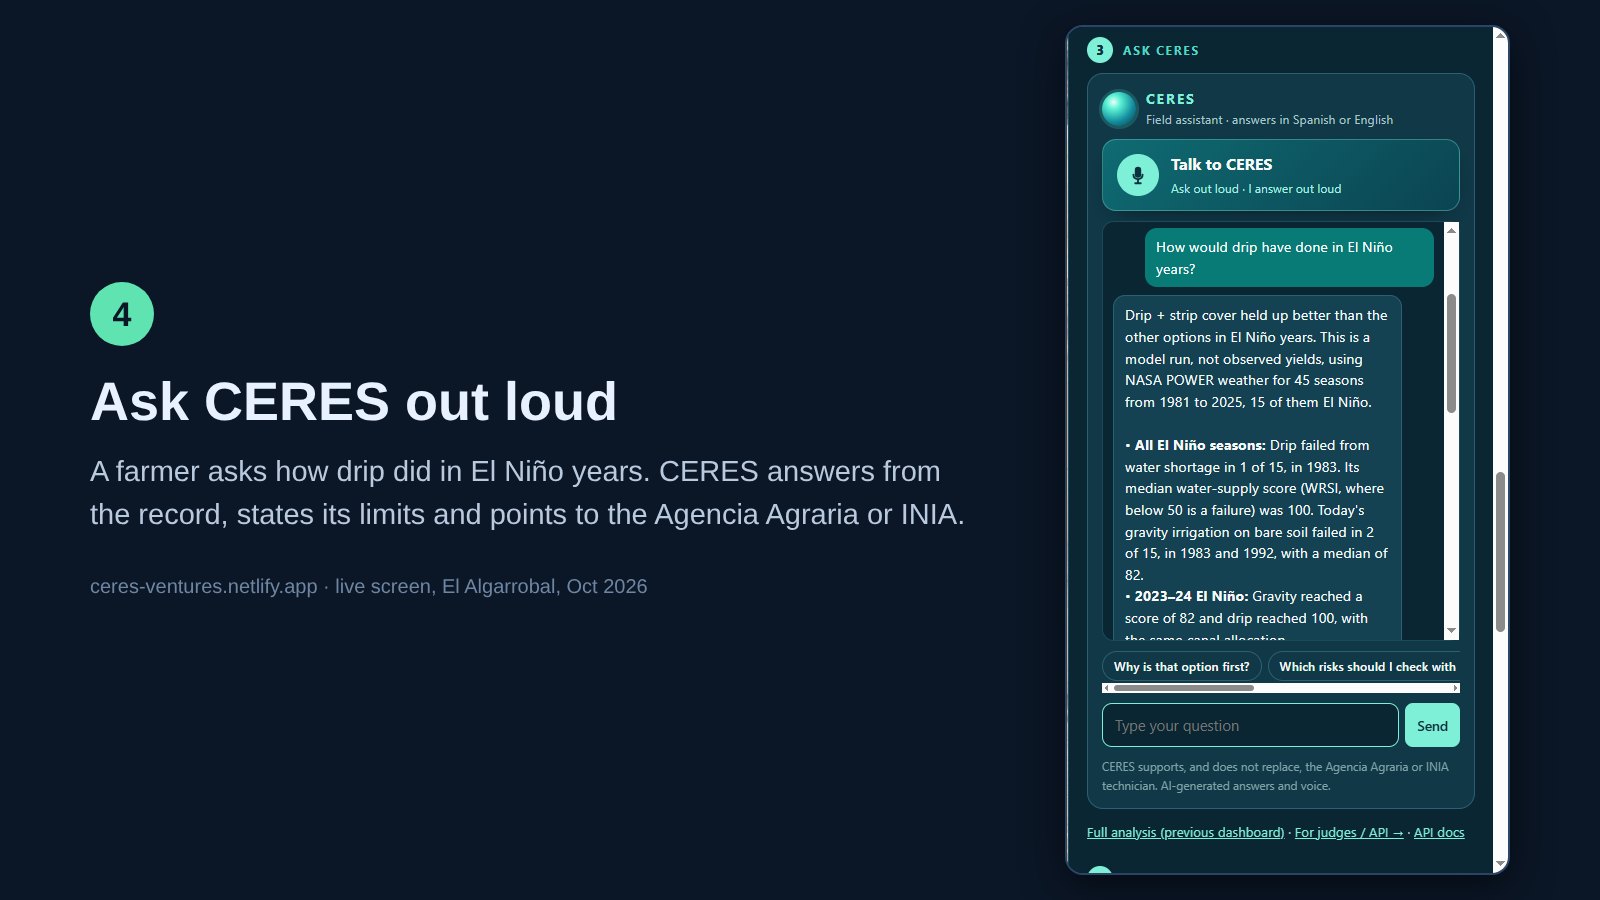 4
Ask CERES out loud
A farmer asks how drip did in El Niño years. CERES answers from
the record, states its limits and points to the Agencia Agraria or INIA.
ceres-ventures.netlify.app · live screen, El Algarrobal, Oct 2026
3 ASK CERES
CERES
Field assistant · answers in Spanish or English
Talk to CERES
Ask out loud · I answer out loud
How would drip have done in El Niño
years?
Drip + strip cover held up better than the
other options in El Niño years. This is a
model run, not observed yields, using
NASA POWER weather for 45 seasons
from 1981 to 2025, 15 of them El Niño.
• All El Niño seasons: Drip failed from
water shortage in 1 of 15, in 1983. Its
median water-supply score (WRSI, where
below 50 is a failure) was 100. Today's
gravity irrigation on bare soil failed in 2
of 15, in 1983 and 1992, with a median of
82.
• 2023–24 El Niño: Gravity reached a
score of 82 and drip reached 100, with
the same canal allocation
Why is that option first? Which risks should I check with
Type your question Send
CERES supports, and does not replace, the Agencia Agraria or INIA
technician. AI-generated answers and voice.
Full analysis (previous dashboard) · For judges / API → · API docs